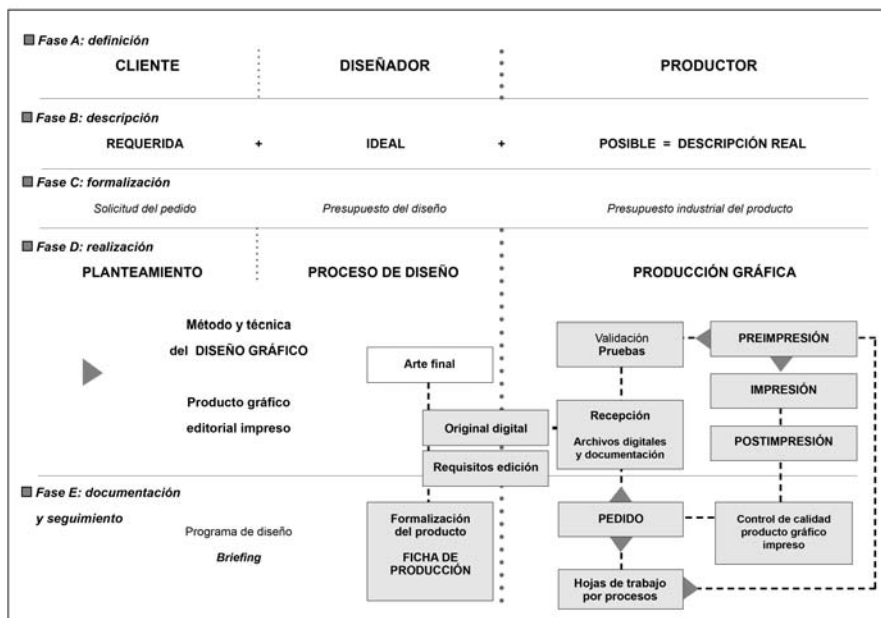 Fase A: definición
CLIENTE DISEÑADOR PRODUCTOR
Fase B: descripción
REQUERIDA + IDEAL + POSIBLE = DESCRIPCIÓN REAL
Fase C: formalización
Solicitud del pedido Presupuesto del diseño Presupuesto industrial del producto
Fase D: realización
PLANTEAMIENTO PROCESO DE DISEÑO PRODUCCIÓN GRÁFICA
Método y técnica
del DISEÑO GRÁFICO
Producto gráfico
editorial impreso
Arte final
Original digital
Requisitos edición
Validación
Pruebas
Recepción
Archivos digitales
y documentación
PREIMPRESIÓN
IMPRESIÓN
POSTIMPRESIÓN
Fase E: documentación
y seguimiento
Programa de diseño
Briefing
Formalización
del producto
FICHA DE
PRODUCCIÓN
PEDIDO
Hojas de trabajo
por procesos
Control de calidad
producto gráfico
impreso